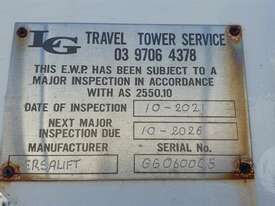 LG TRAVEL TOWER SERVICE
03 9706 4378
THIS E.W.P. HAS BEEN SUBJECT TO A
MAJOR INSPECTION IN ACCORDANCE
WITH AS 2550.10
DATE OF INSPECTION 10-2021
NEXT MAJOR
INSPECTION DUE 10-2026
MANUFACTURER SERIAL No.
ERSALIFT